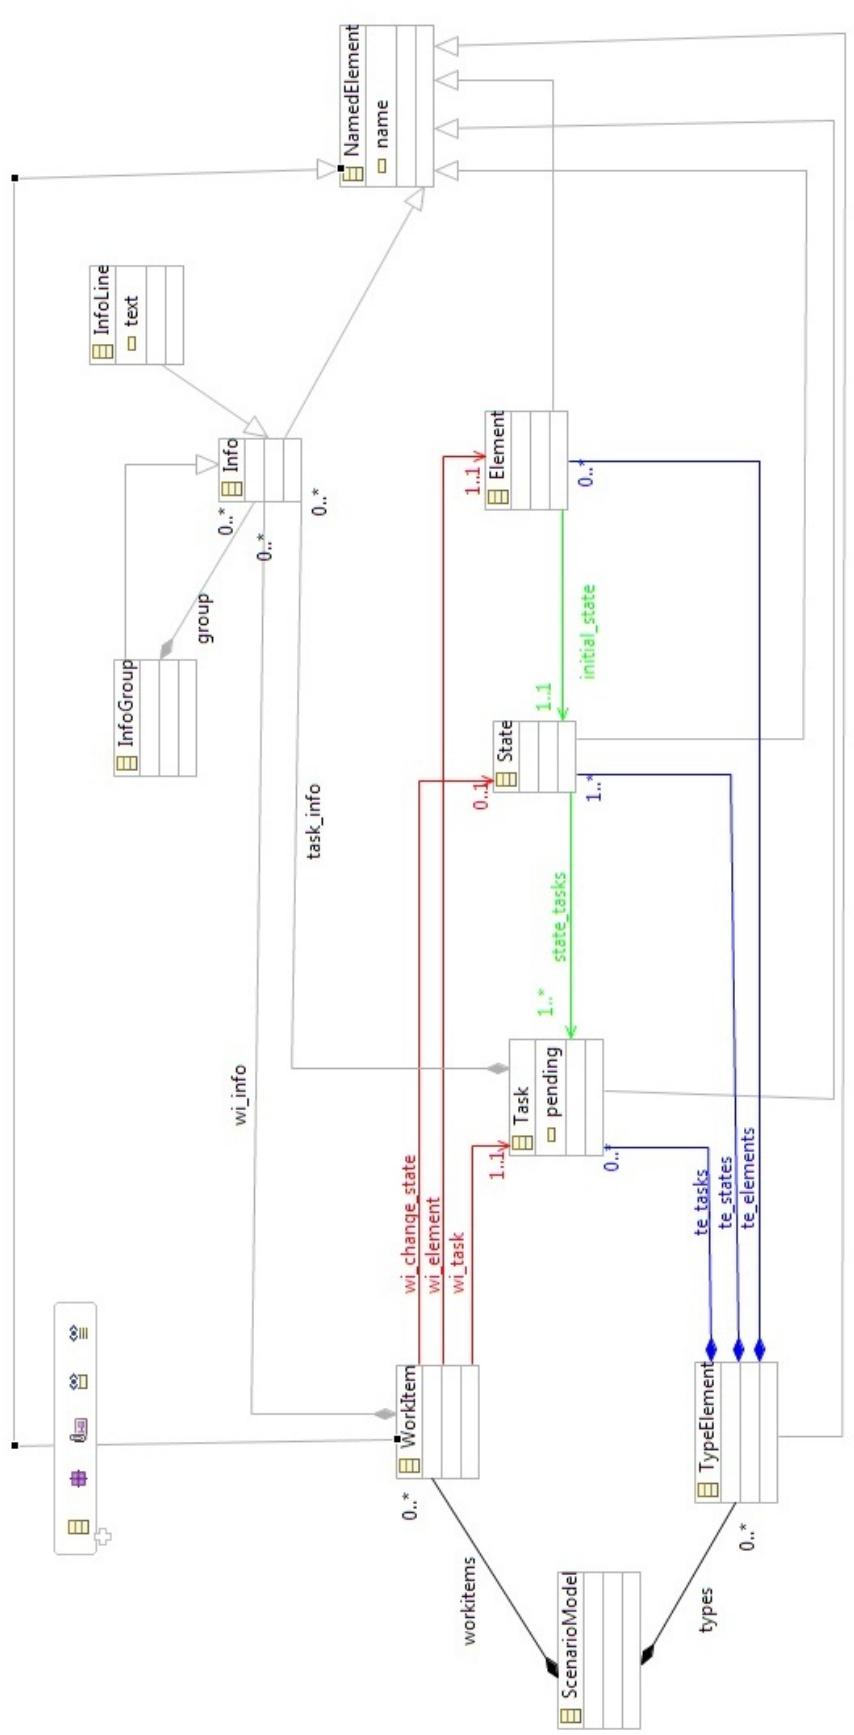 ScenarioModel
workitems
types
0..*
WorkItem
0..*
TypeElement
wi_change_state
wi_element
wi_task
te_tasks
te_states
te_elements
wi_info
1..1
Task
pending
0..*
task_info
1..*
state_tasks
0..1
State
1..*
InfoGroup
group
1..1
initial_state
0..*
0..*
0..*
Info
1..1
Element
0..*
InfoLine
text
NamedElement
name